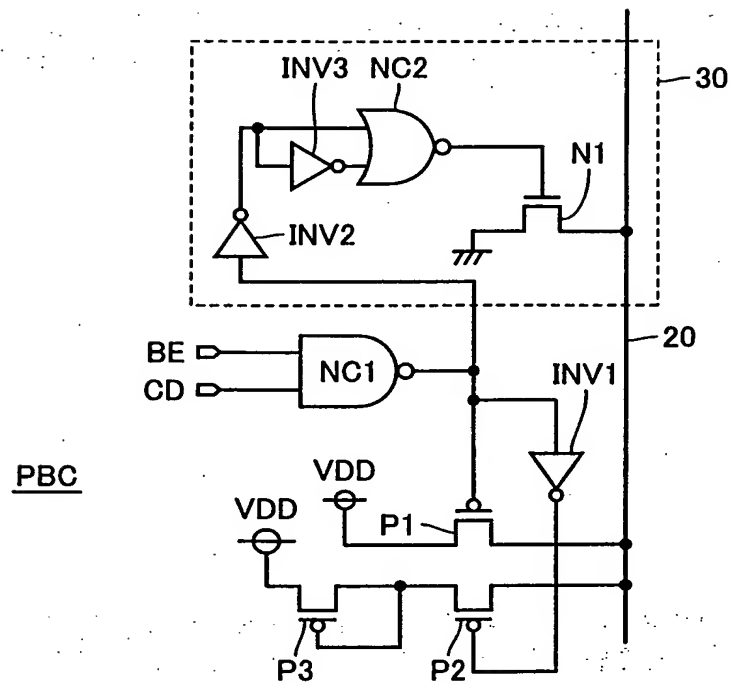 INV3 NC2
30
N1
INV2
BE
NC1
20
CD
INV1
PBC
VDD
VDD
P1
P3
P2